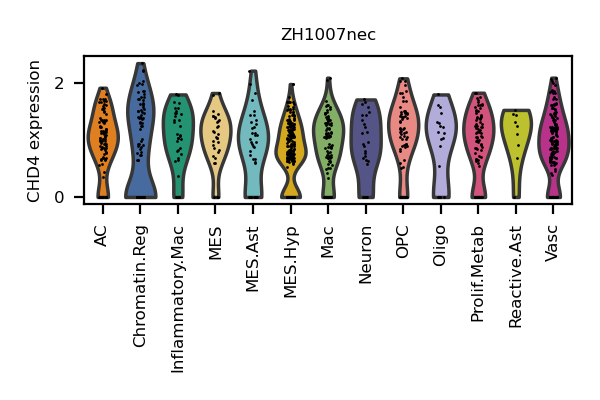 ZH1007nec
CHD4 expression
2
0
AC
Chromatin.Reg
Inflammatory.Mac
MES
MES.Ast
MES.Hyp
Mac
Neuron
OPC
Oligo
Prolif.Metab
Reactive.Ast
Vasc